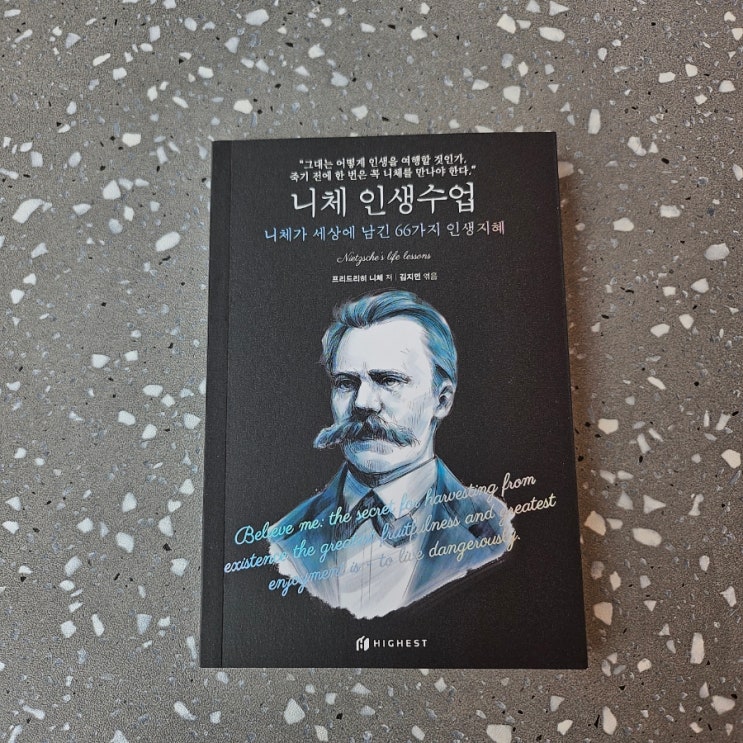 "그대는 어떻게 인생을 여행할 것인가,
죽기 전에 한 번은 꼭 니체를 만나야 한다."
니체 인생수업
니체가 세상에 남긴 66가지 인생지혜
Nietzsche's life lessons
프리드리히 니체 저 | 김지민 엮음
Believe me: the secret for harvesting from
existence the greatest fruitfulness and greatest
enjoyment is - to live dangerously.
HIGHEST